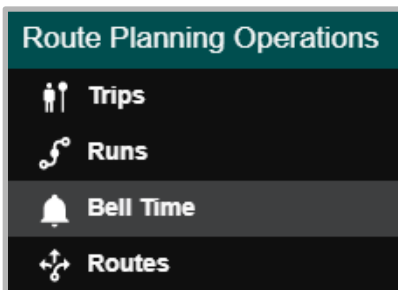 Route Planning Operations
Trips
Runs
Bell Time
Routes